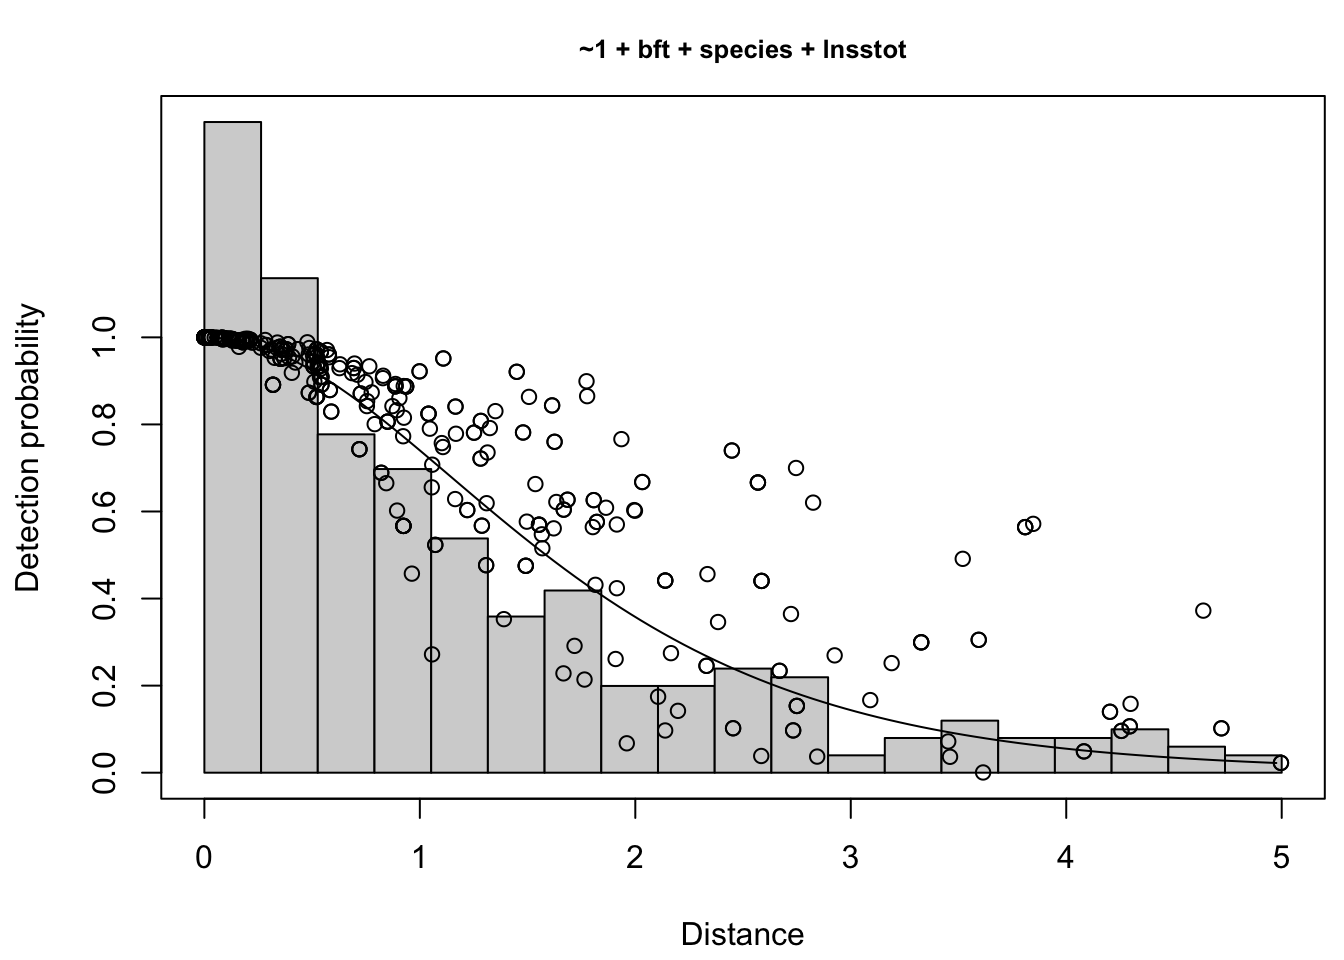 ~1 + bft + species + lnsstot
Detection probability
1.0
0.8
0.6
0.4
0.2
0.0
0 1 2 3 4 5
Distance